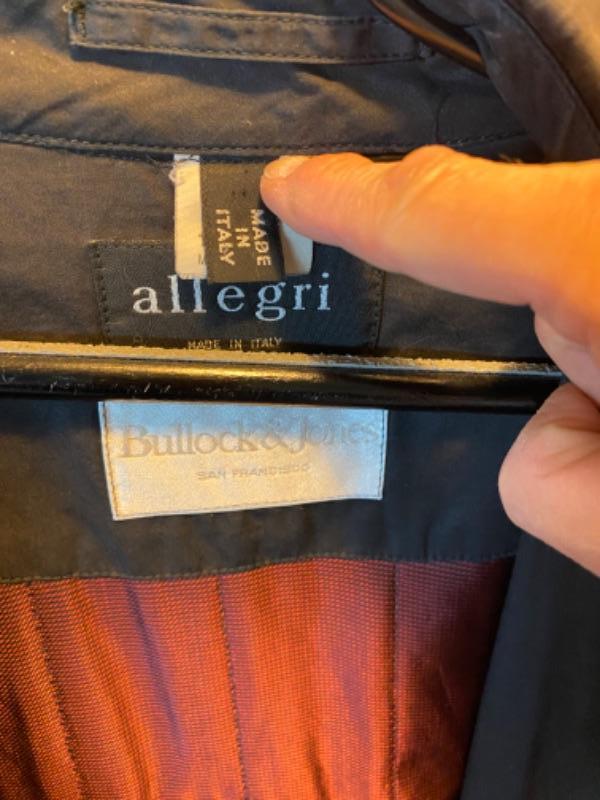 MADE
IN
ITALY
allegri
MADE IN ITALY
Bullock & Jones
SAN FRANCISCO